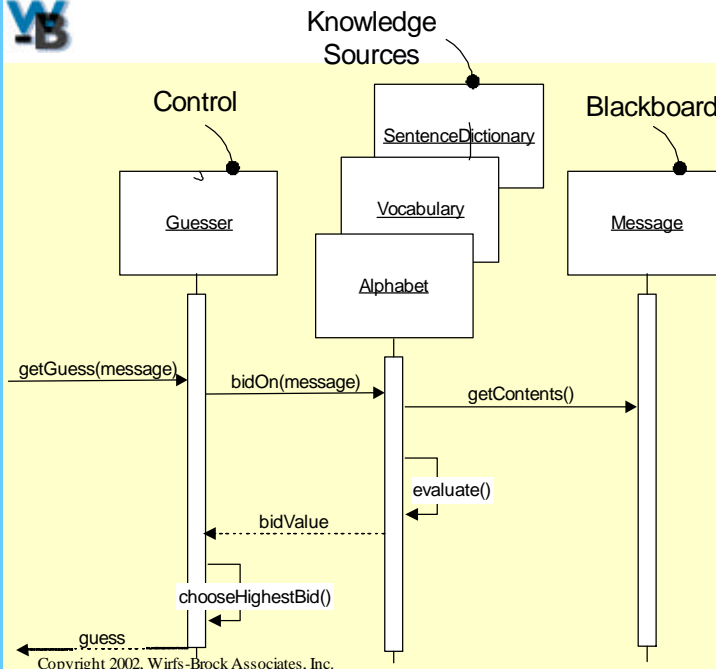 W-B
Knowledge
Sources
Control
Blackboard
SentenceDictionary
Vocabulary
Guesser
Message
Alphabet
getGuess(message)
bidOn(message)
getContents()
evaluate()
bidValue
chooseHighestBid()
guess
Copyright 2002, Wirfs-Brock Associates, Inc.